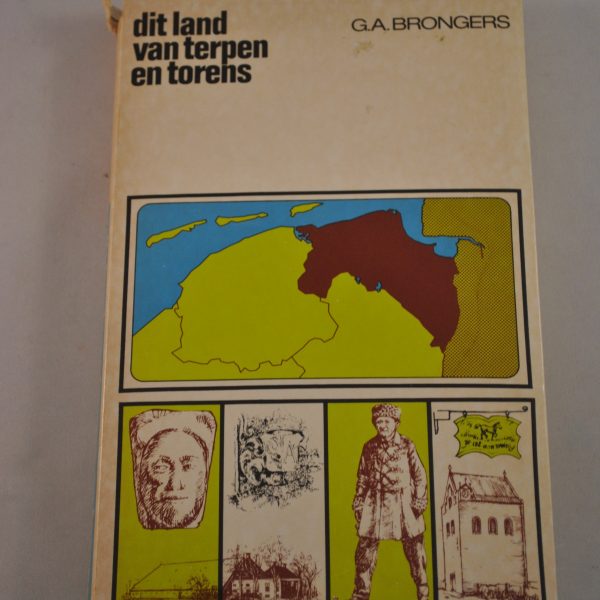 dit land
van terpen
en torens
G.A. BRONGERS